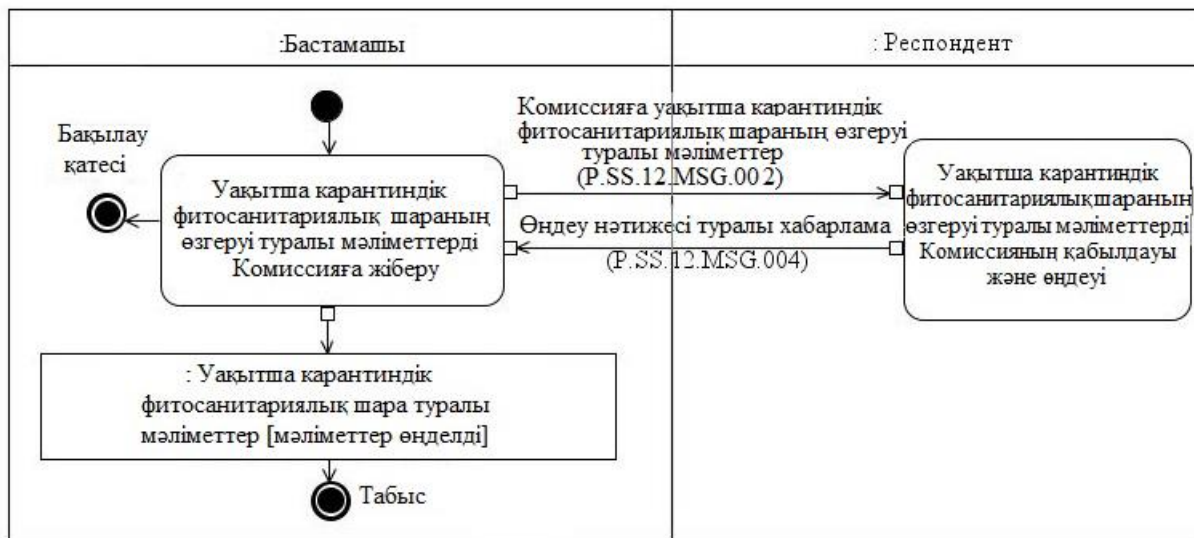 :Бастамашы
: Респондент
Бақылау
қатесі
Уақытша карантиндік
фитосанитариялық шараның
өзгеруі туралы мәліметтерді
Комиссияға жіберу
Комиссияға уақытша карантиндік
фитосанитариялық шараның өзгеруі
туралы мәліметтер
(P.SS.12.MSG.002)
Өңдеу нәтижесі туралы хабарлама
(P.SS.12.MSG.004)
Уақытша карантиндік
фитосанитариялық шараның
өзгеруі туралы мәліметтерді
Комиссияның қабылдауы
және өңдеуі
: Уақытша карантиндік
фитосанитариялық шара туралы
мәліметтер [мәліметтер өңделді]
Табыс